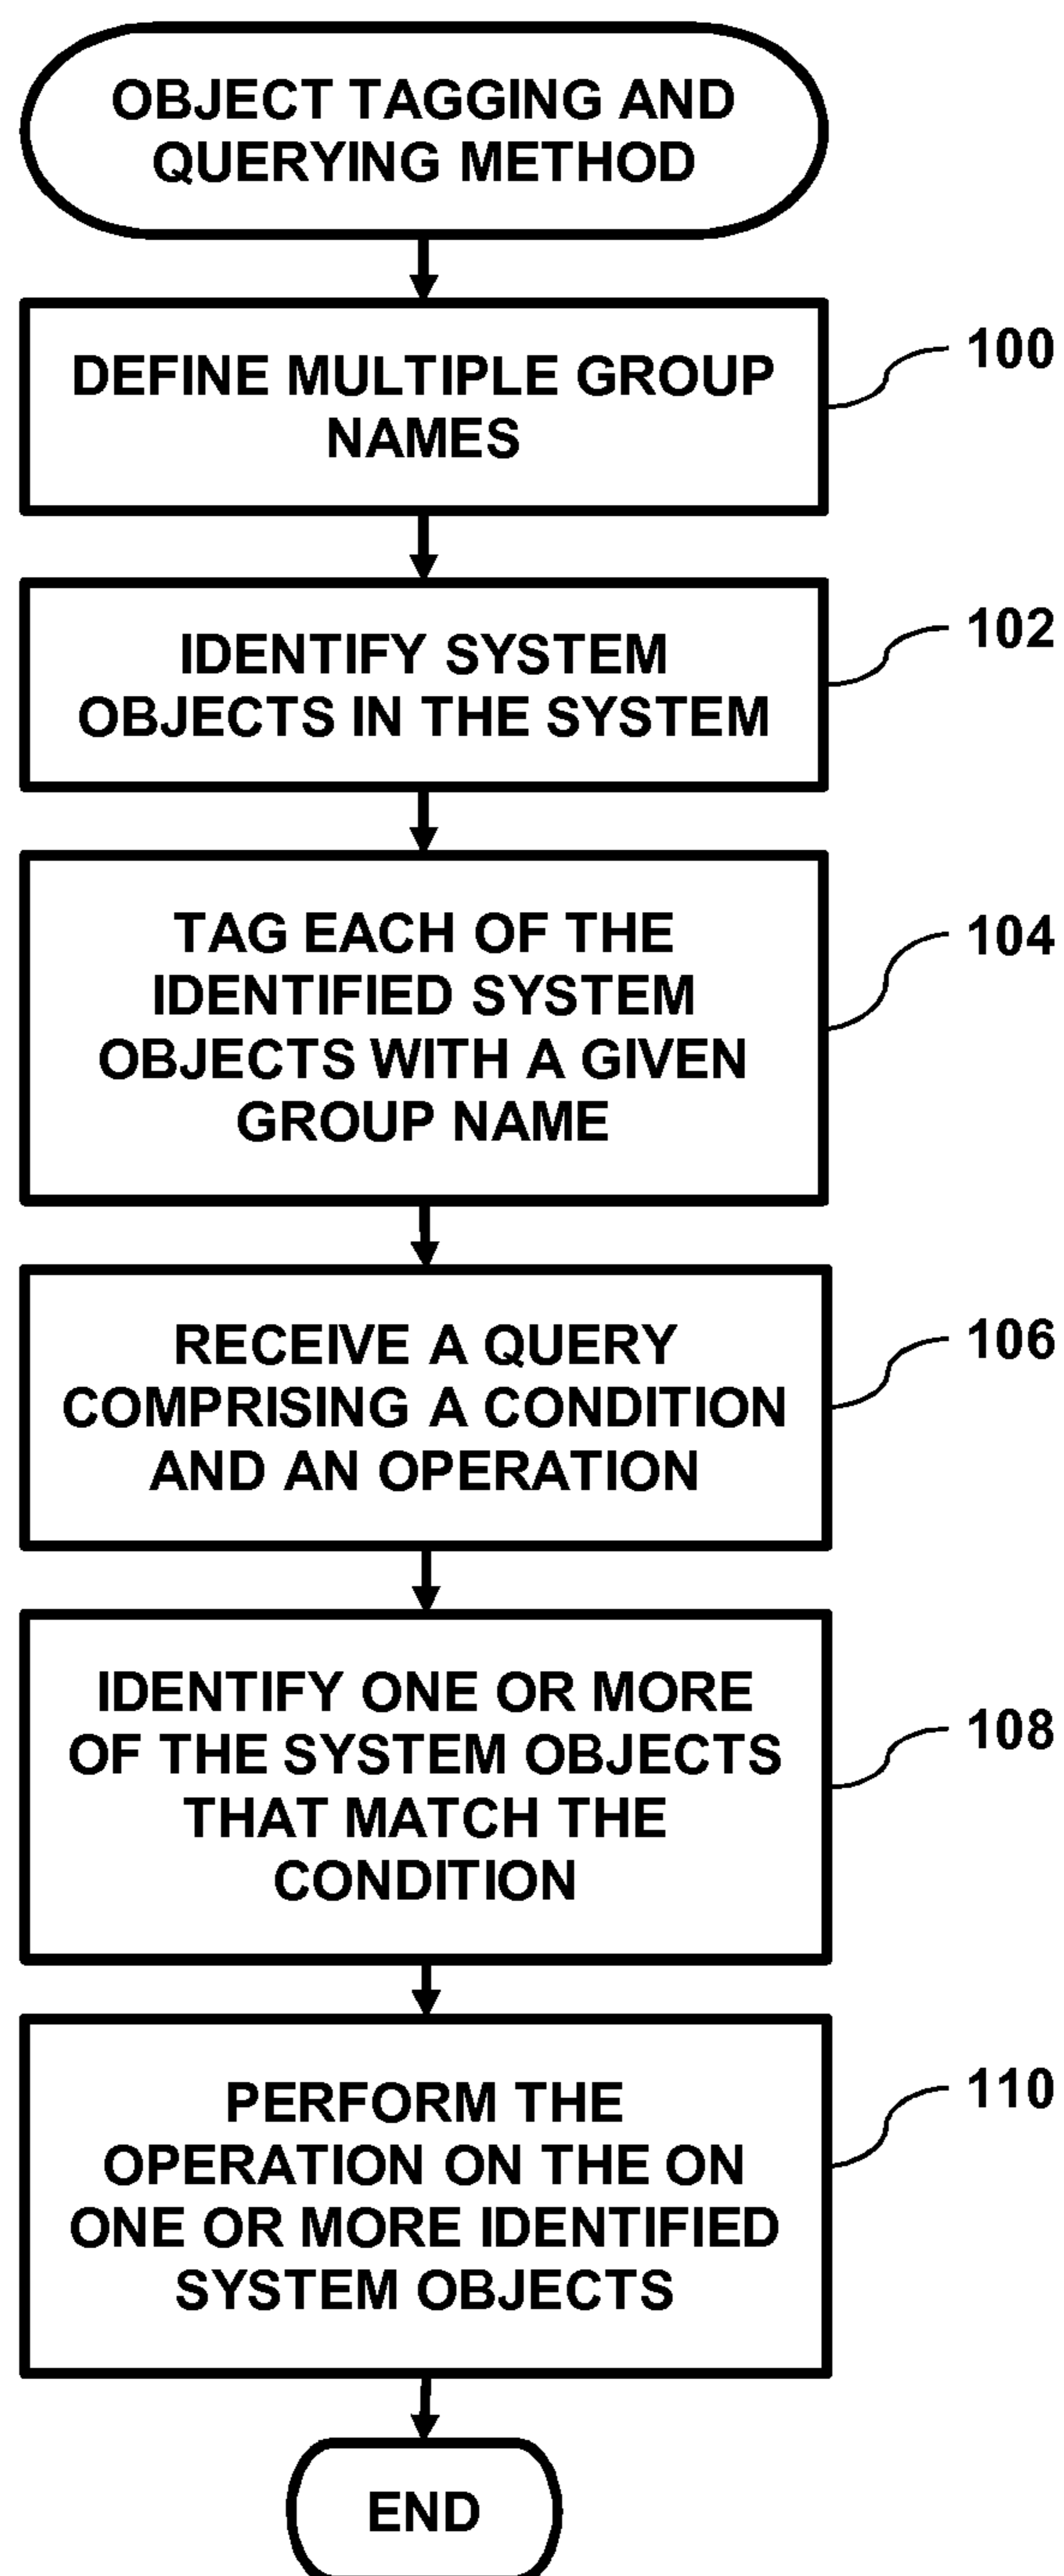 OBJECT TAGGING AND
QUERYING METHOD
DEFINE MULTIPLE GROUP
NAMES
100
IDENTIFY SYSTEM
OBJECTS IN THE SYSTEM
102
TAG EACH OF THE
IDENTIFIED SYSTEM
OBJECTS WITH A GIVEN
GROUP NAME
104
RECEIVE A QUERY
COMPRISING A CONDITION
AND AN OPERATION
106
IDENTIFY ONE OR MORE
OF THE SYSTEM OBJECTS
THAT MATCH THE
CONDITION
108
PERFORM THE
OPERATION ON THE ON
ONE OR MORE IDENTIFIED
SYSTEM OBJECTS
110
END